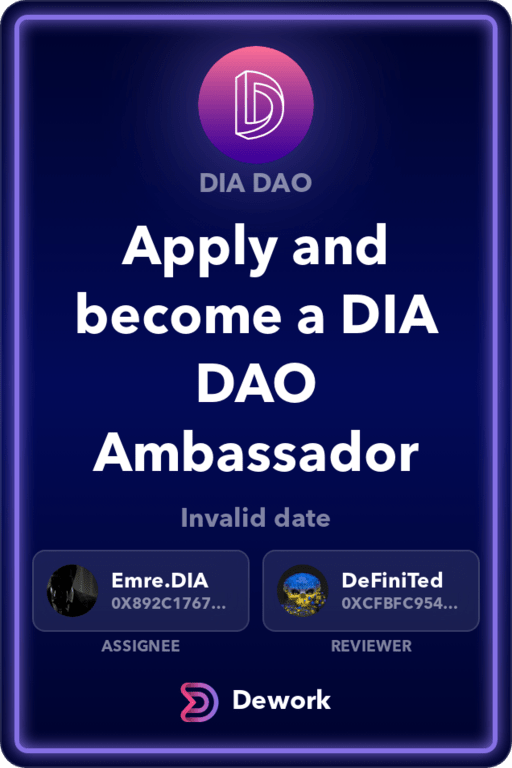 DIA DAO
Apply and
become a DIA
DAO
Ambassador
Invalid date
Emre.DIA
0X892C1767...
DeFiniTed
0XCFBFC954...
ASSIGNEE
REVIEWER
Dework